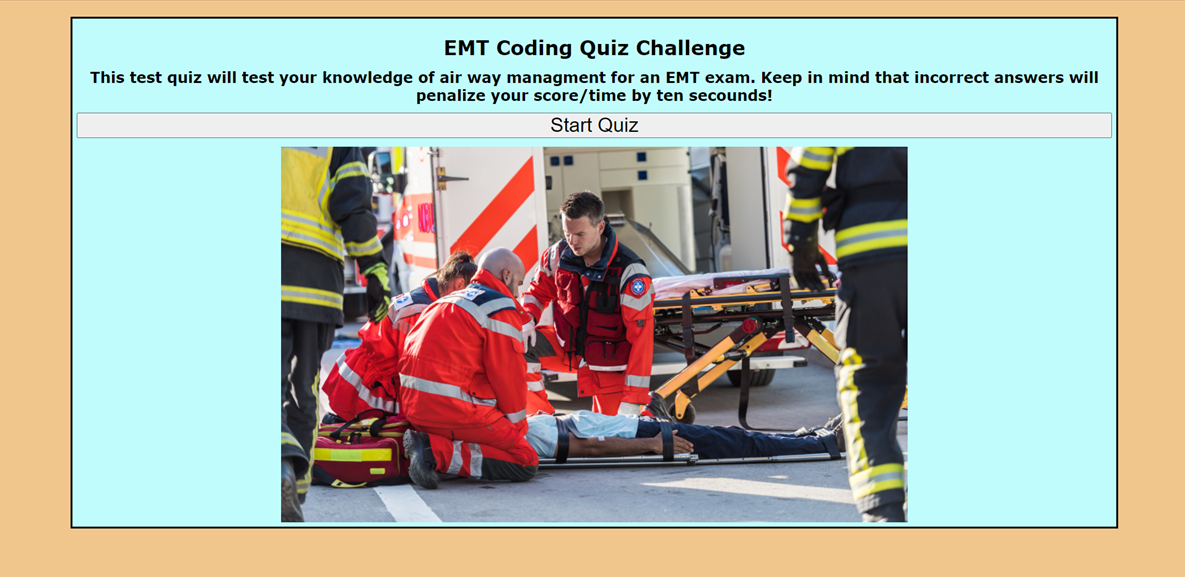 EMT Coding Quiz Challenge
This test quiz will test your knowledge of air way managment for an EMT exam. Keep in mind that incorrect answers will
penalize your score/time by ten secounds!
Start Quiz